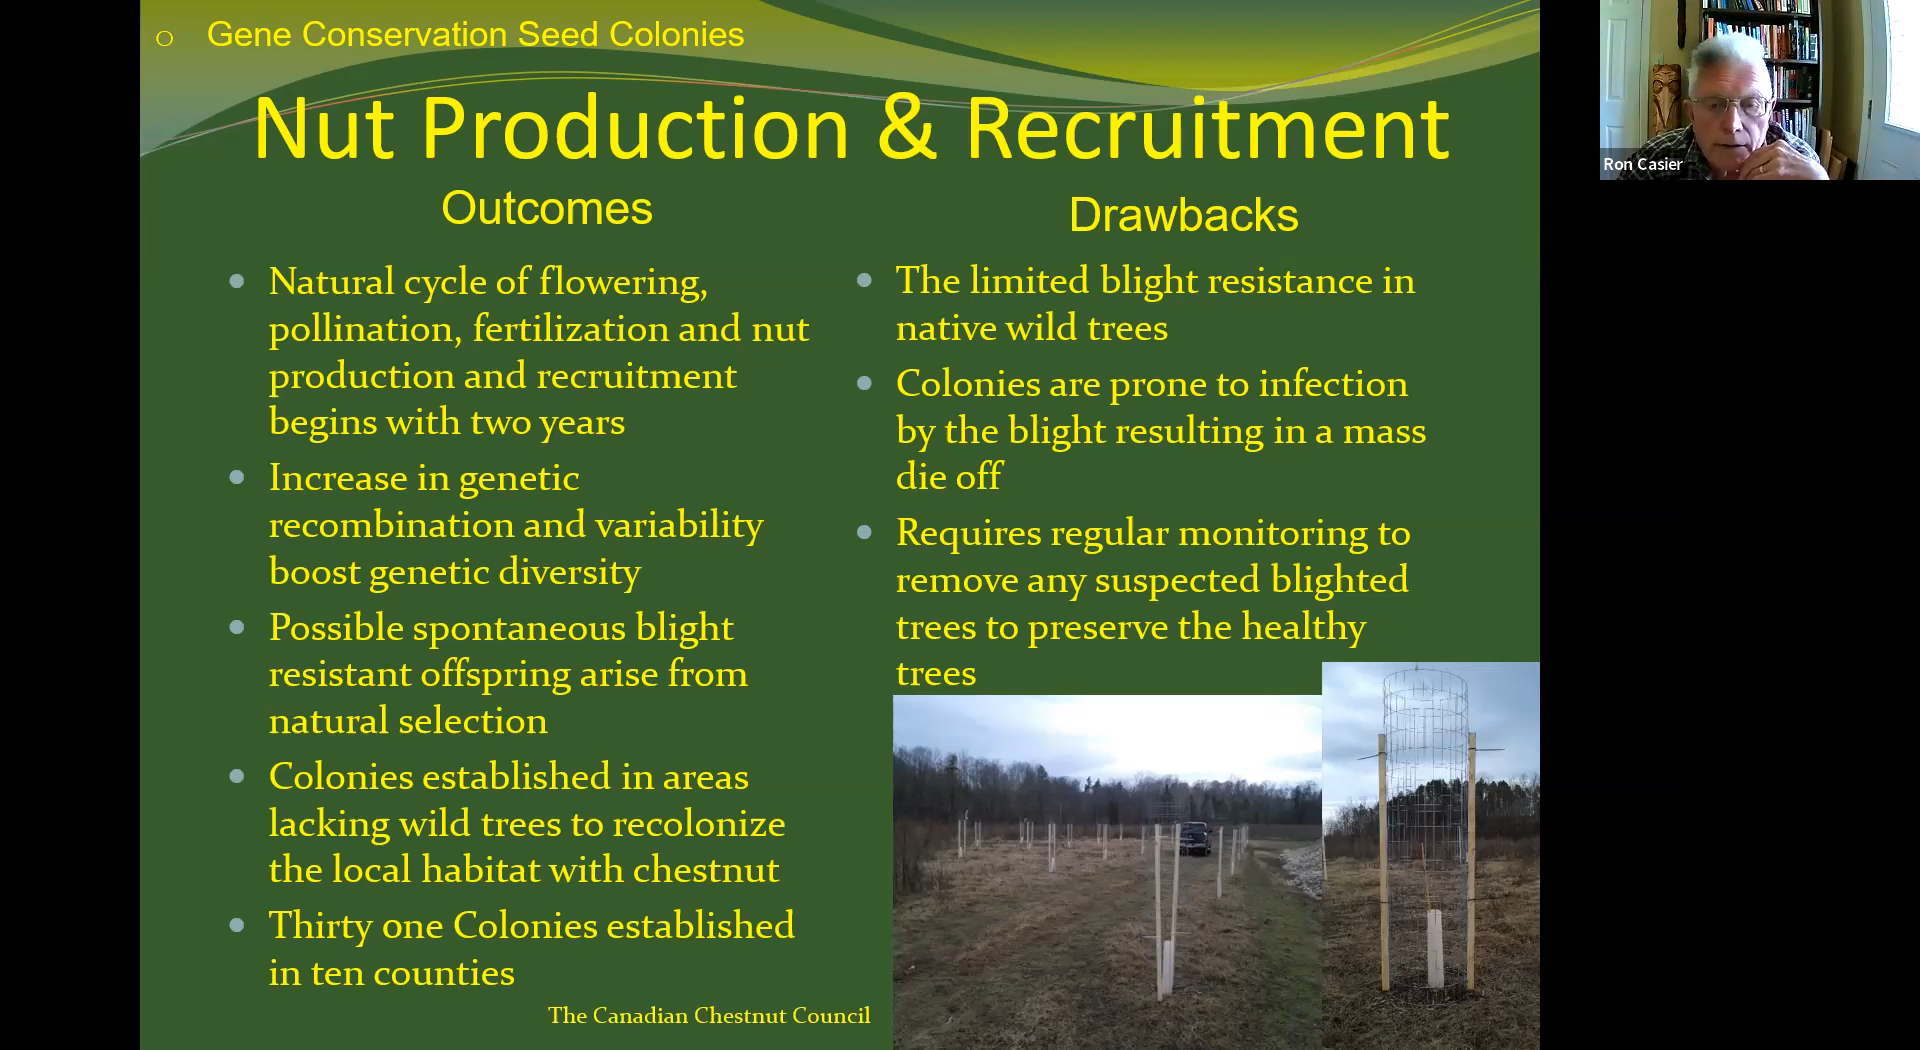 o Gene Conservation Seed Colonies
Nut Production & Recruitment
Outcomes
Natural cycle of flowering,
pollination, fertilization and nut
production and recruitment
begins with two years
Increase in genetic
recombination and variability
boost genetic diversity
Possible spontaneous blight
resistant offspring arise from
natural selection
Colonies established in areas
lacking wild trees to recolonize
the local habitat with chestnut
Thirty one Colonies established
in ten counties
Drawbacks
The limited blight resistance in
native wild trees
Colonies are prone to infection
by the blight resulting in a mass
die off
Requires regular monitoring to
remove any suspected blighted
trees to preserve the healthy
trees
The Canadian Chestnut Council
Ron Casier